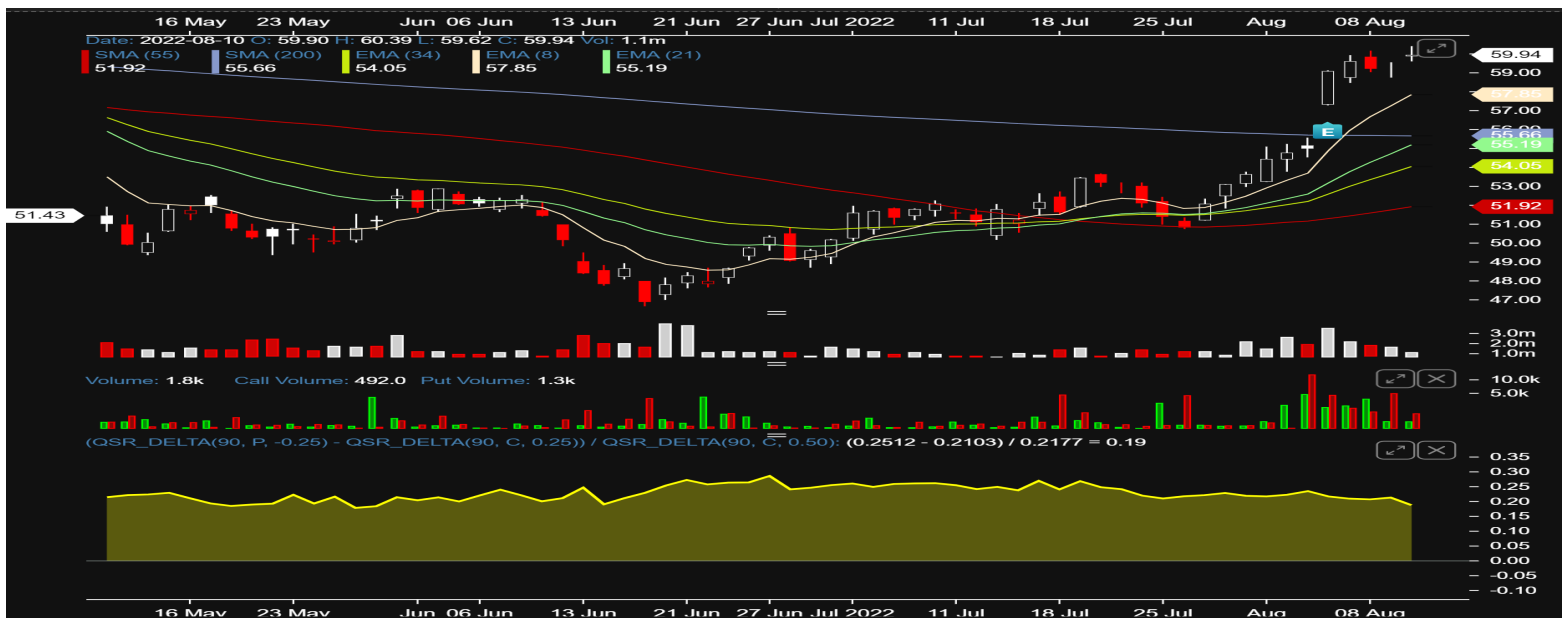 16 May 23 May Jun 06 Jun 13 Jun 21 Jun 27 Jun Jul 2022 11 Jul 18 Jul 25 Jul Aug 08 Aug
Date: 2022-08-10 O: 59.90 H: 60.39 L: 59.62 C: 59.94 Vol: 1.1m
SMA (55) SMA (200) EMA (34) EMA (8) EMA (21)
51.92 55.66 54.05 57.85 55.19
59.94
59.00
57.85
57.00
55.66
55.19
54.05
53.00
51.92
51.43
51.00
50.00
49.00
48.00
47.00
3.0m
2.0m
1.0m
Volume: 1.8k Call Volume: 492.0 Put Volume: 1.3k
10.0k
5.0k
E
(QSR_DELTA(90, P, -0.25) - QSR_DELTA(90, C, 0.25)) / QSR_DELTA(90, C, 0.50): (0.2512 - 0.2103) / 0.2177 = 0.19
0.35
0.30
0.25
0.20
0.15
0.10
0.05
0.00
-0.05
-0.10
16 May 23 May Jun 06 Jun 13 Jun 21 Jun 27 Jun Jul 2022 11 Jul 18 Jul 25 Jul Aug 08 Aug